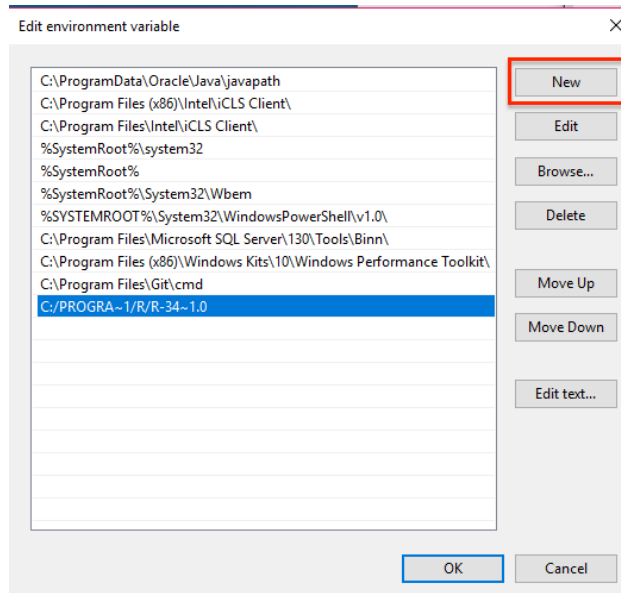 Edit environment variable
C:\ProgramData\Oracle\Java\javapath
C:\Program Files (x86)\Intel\iCLS Client\
C:\Program Files\Intel\iCLS Client\
%SystemRoot%\system32
%SystemRoot%
%SystemRoot%\System32\Wbem
%SYSTEMROOT%\System32\WindowsPowerShell\v1.0\
C:\Program Files\Microsoft SQL Server\130\Tools\Binn\
C:\Program Files (x86)\Windows Kits\10\Windows Performance Toolkit\
C:\Program Files\Git\cmd
C:/PROGRA~1/R/R-34~1.0
New
Edit
Browse...
Delete
Move Up
Move Down
Edit text...
OK
Cancel